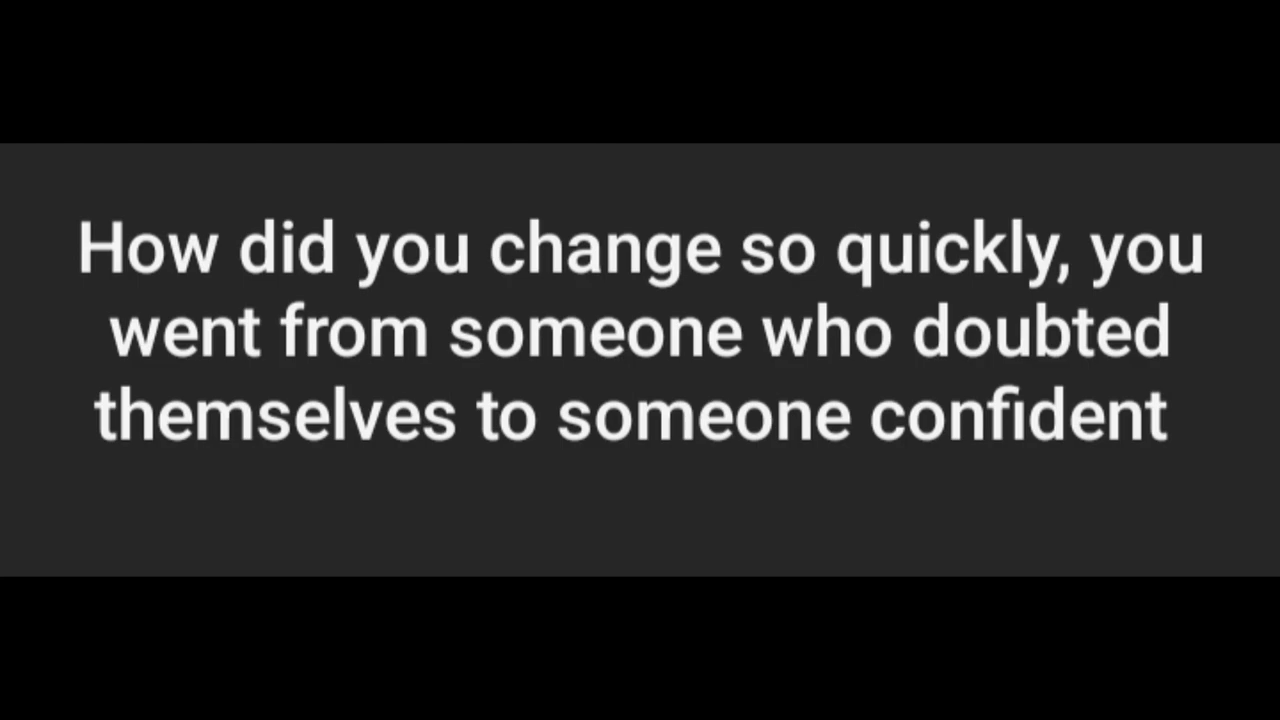 How did you change so quickly, you
went from someone who doubted
themselves to someone confident